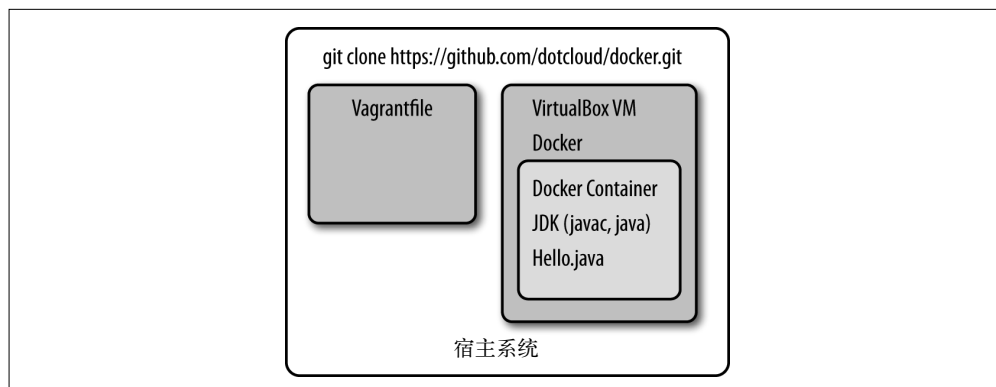 git clone https://github.com/dotcloud/docker.git
Vagrantfile
VirtualBox VM
Docker
Docker Container
JDK (javac, java)
Hello.java
宿主系统